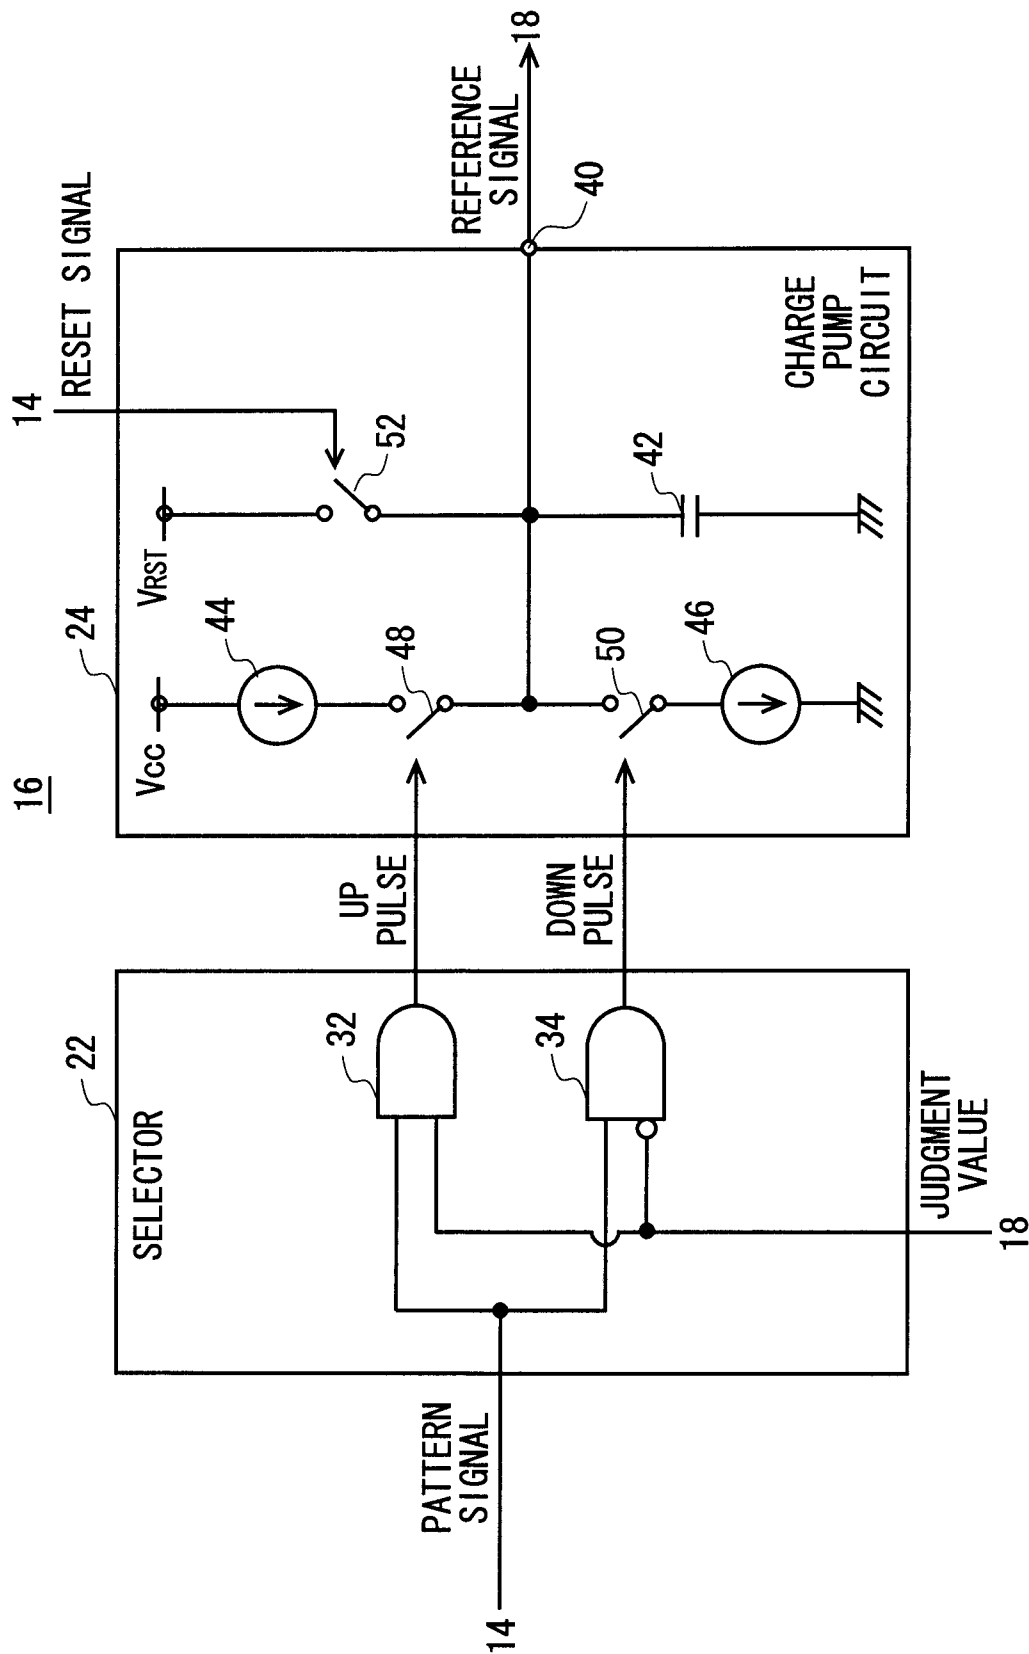 16
14
RESET SIGNAL
22
24
SELECTOR
VCC
VRST
44
52
32
UP
PULSE
48
REFERENCE
SIGNAL
18
14
PATTERN
SIGNAL
40
34
DOWN
PULSE
50
42
46
CHARGE
PUMP
CIRCUIT
JUDGMENT
VALUE
18